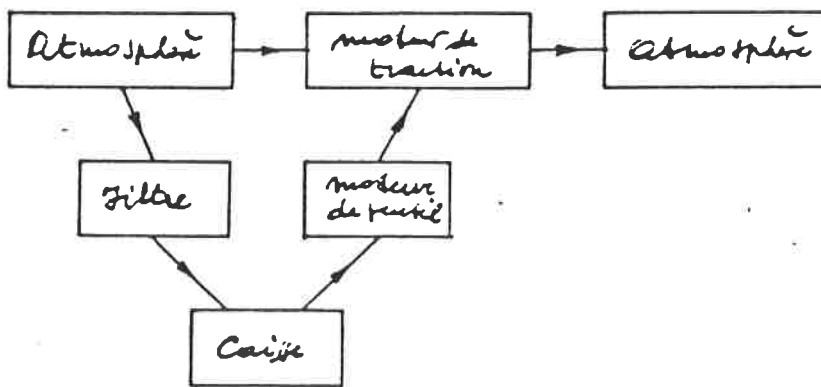 Atmosphère
moteur de
traction
Atmosphère
Filtre
moteur
de ventil
Caisse